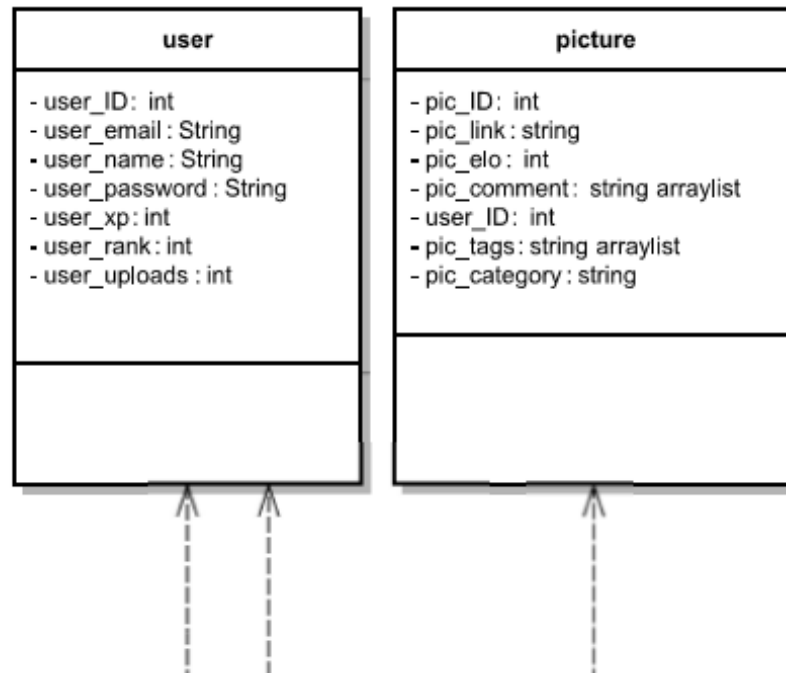 user
- user_ID: int
- user_email: String
- user_name: String
- user_password: String
- user_xp: int
- user_rank: int
- user_uploads: int
picture
- pic_ID: int
- pic_link: string
- pic_elo: int
- pic_comment: string arraylist
- user_ID: int
- pic_tags: string arraylist
- pic_category: string